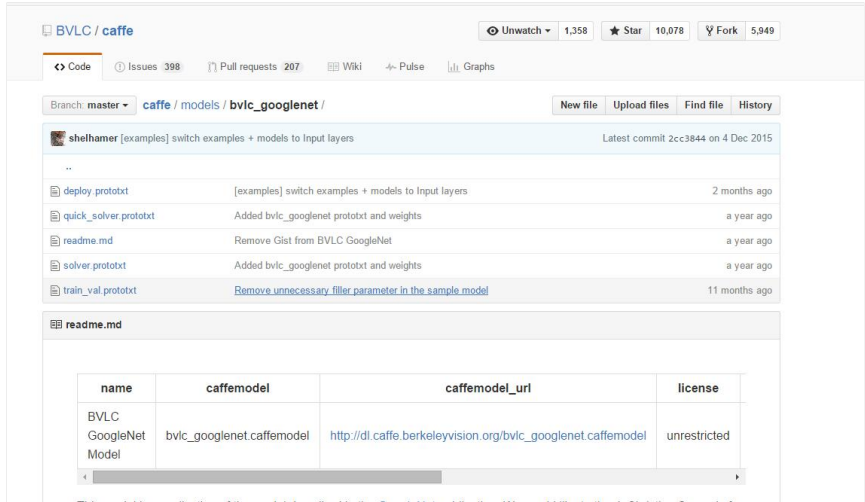 BVLC / caffe
Unwatch 1,358 Star 10,078 Fork 5,949
Code Issues 398 Pull requests 207 Wiki Pulse Graphs
Branch: master caffe / models / bvlc_googlenet / New file Upload files Find file History
shelhamer [examples] switch examples + models to Input layers Latest commit 2cc3844 on 4 Dec 2015
..
deploy.prototxt [examples] switch examples + models to Input layers 2 months ago
quick_solver.prototxt Added bvlc_googlenet prototxt and weights a year ago
readme.md Remove Gist from BVLC GoogleNet a year ago
solver.prototxt Added bvlc_googlenet prototxt and weights a year ago
train_val.prototxt Remove unnecessary filler parameter in the sample model 11 months ago
readme.md
name caffemodel caffemodel_url license
BVLC
GoogleNet bvlc_googlenet.caffemodel http://dl.caffe.berkeleyvision.org/bvlc_googlenet.caffemodel unrestricted
Model